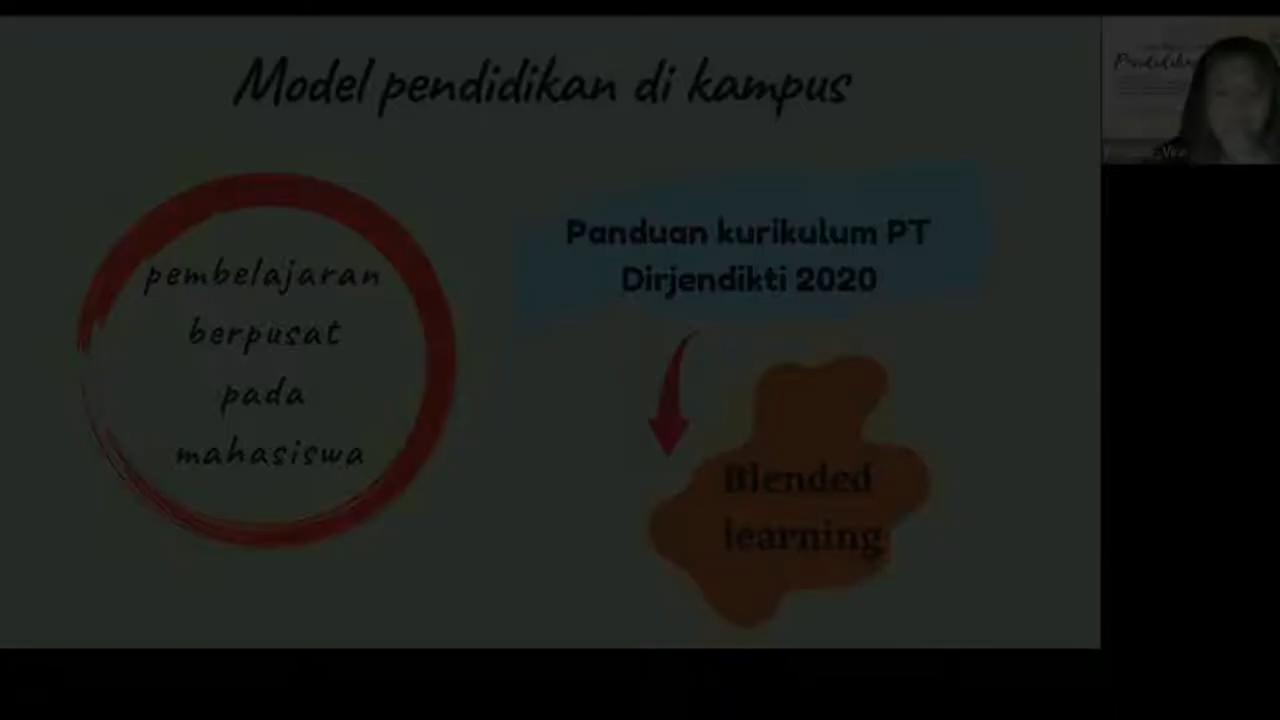 Model pendidikan di kampus
pembelajaran
berpusat
pada
mahasiswa
Panduan kurikulum PT
Dirjendikti 2020
Blended
learning